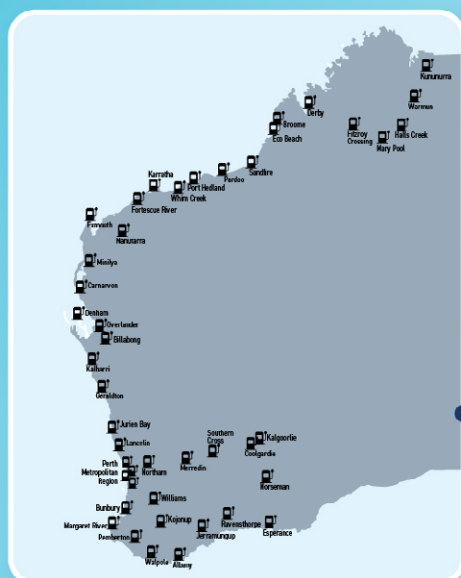 Kununurra
Warmun
Derby
Broome
Eco Beach
Fitzroy
Crossing
Halls Creek
Mary Pool
Sandfire
Pardoo
Port Hedland
Karratha
Whim Creek
Fortescue River
Exmouth
Nanutarra
Minilya
Carnarvon
Denham
Overlander
Billabong
Kalbarri
Geraldton
Jurien Bay
Lancelin
Southern
Cross
Kalgoorlie
Coolgardie
Perth
Metropolitan
Region
Northam
Merredin
Norseman
Williams
Bunbury
Margaret River
Kojonup
Ravensthorpe
Jerramungup
Esperance
Pemberton
Walpole
Albany